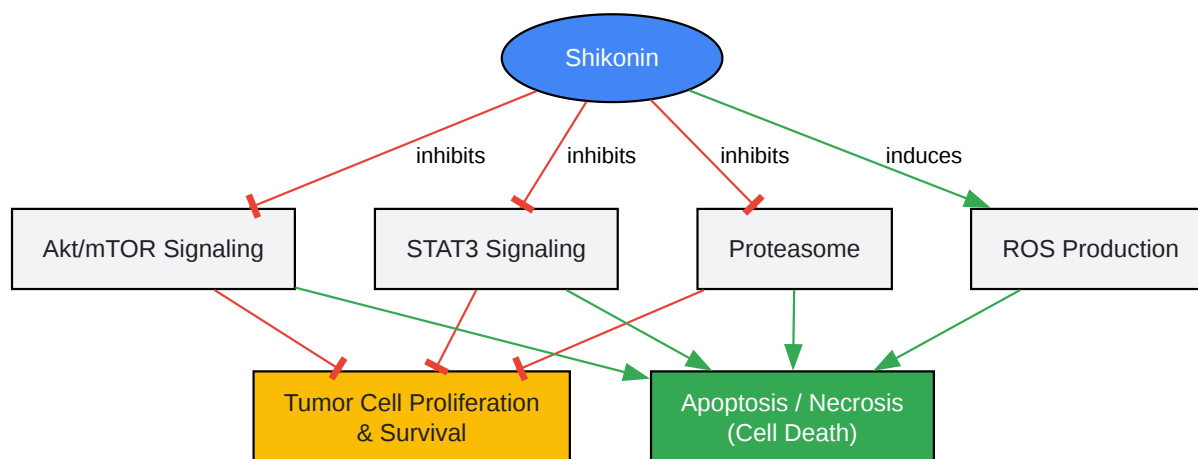 Shikonin
inhibits
inhibits
inhibits
induces
Akt/mTOR Signaling
STAT3 Signaling
Proteasome
ROS Production
Tumor Cell Proliferation
& Survival
Apoptosis / Necrosis
(Cell Death)